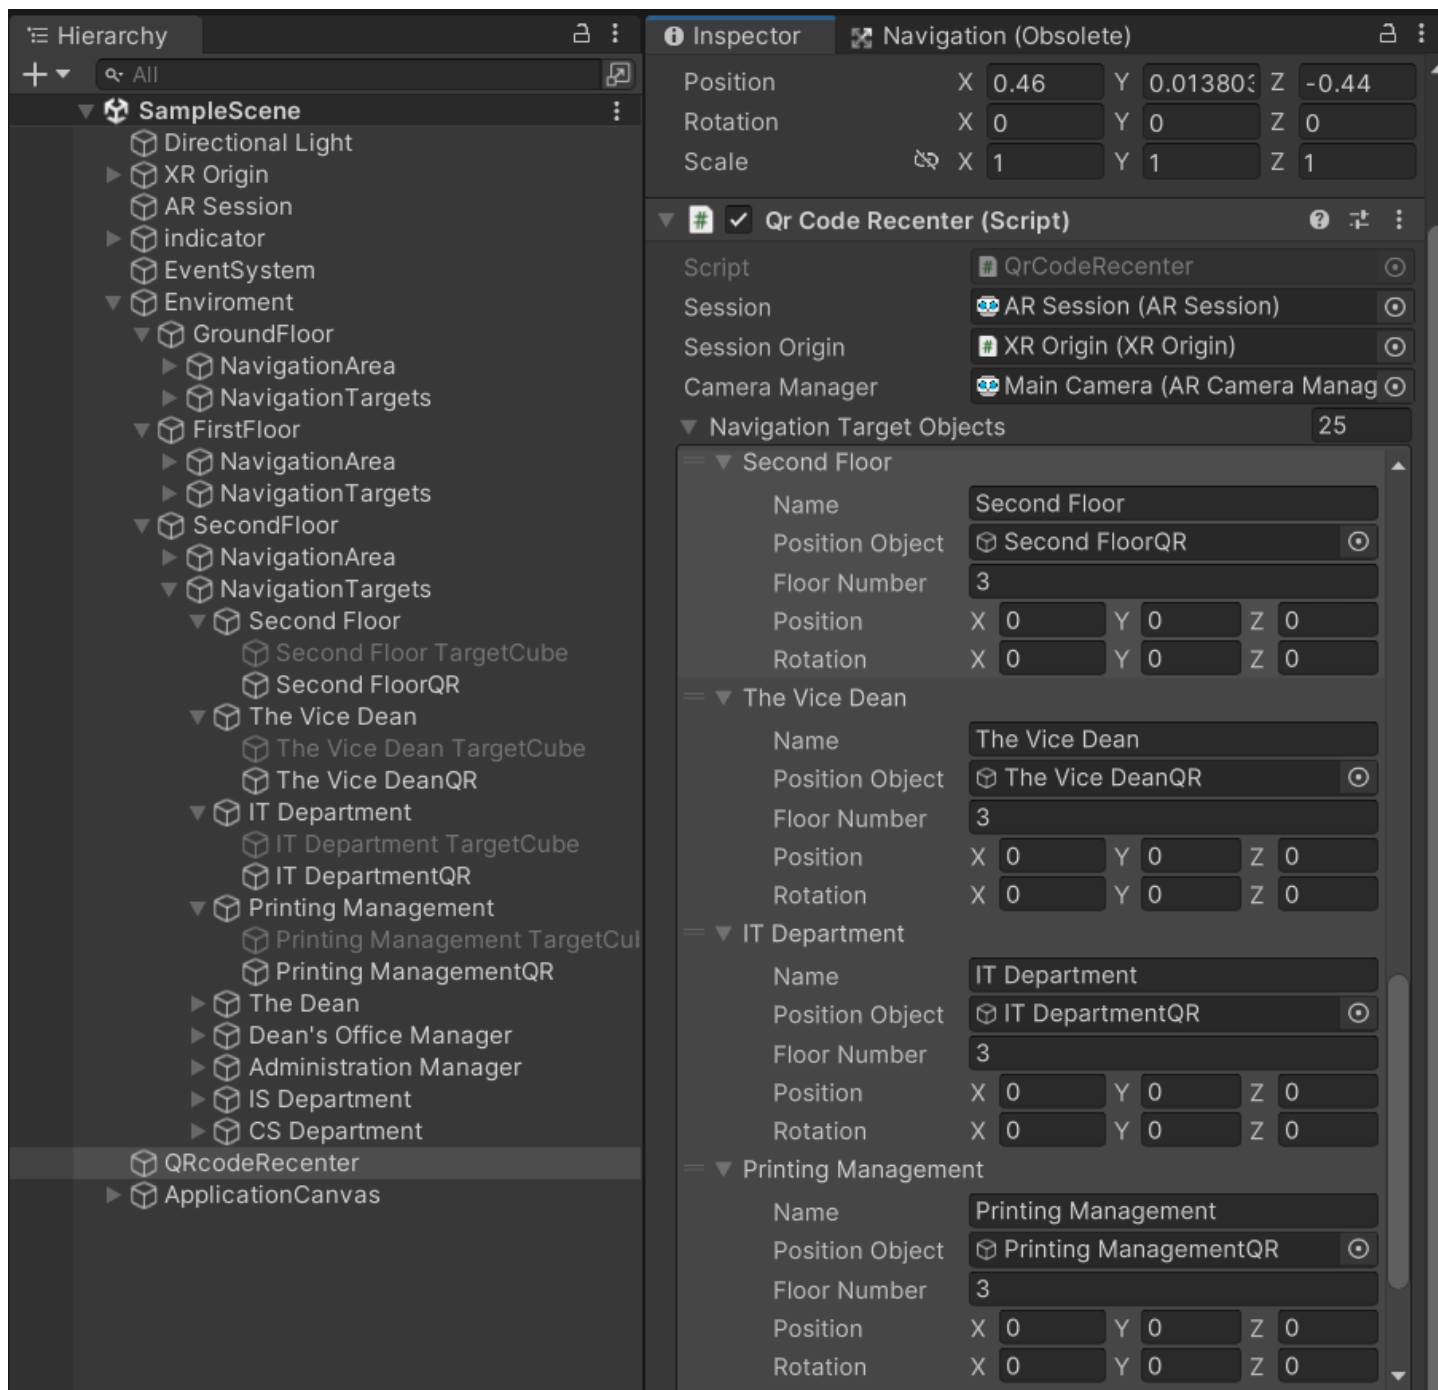 Hierarchy
All
SampleScene
Directional Light
XR Origin
AR Session
indicator
EventSystem
Enviroment
GroundFloor
NavigationArea
NavigationTargets
FirstFloor
NavigationArea
NavigationTargets
SecondFloor
NavigationArea
NavigationTargets
Second Floor
Second Floor TargetCube
Second FloorQR
The Vice Dean
The Vice Dean TargetCube
The Vice DeanQR
IT Department
IT Department TargetCube
IT DepartmentQR
Printing Management
Printing Management TargetCu
Printing ManagementQR
The Dean
Dean's Office Manager
Administration Manager
IS Department
CS Department
QRcodeRecenter
ApplicationCanvas
Inspector Navigation (Obsolete)
Position X 0.46 Y 0.013803 Z -0.44
Rotation X 0 Y 0 Z 0
Scale X 1 Y 1 Z 1
# Qr Code Recenter (Script)
Script # QrCodeRecenter
Session AR Session (AR Session)
Session Origin # XR Origin (XR Origin)
Camera Manager Main Camera (AR Camera Manag
Navigation Target Objects 25
Second Floor
Name Second Floor
Position Object Second FloorQR
Floor Number 3
Position X 0 Y 0 Z 0
Rotation X 0 Y 0 Z 0
The Vice Dean
Name The Vice Dean
Position Object The Vice DeanQR
Floor Number 3
Position X 0 Y 0 Z 0
Rotation X 0 Y 0 Z 0
IT Department
Name IT Department
Position Object IT DepartmentQR
Floor Number 3
Position X 0 Y 0 Z 0
Rotation X 0 Y 0 Z 0
Printing Management
Name Printing Management
Position Object Printing ManagementQR
Floor Number 3
Position X 0 Y 0 Z 0
Rotation X 0 Y 0 Z 0